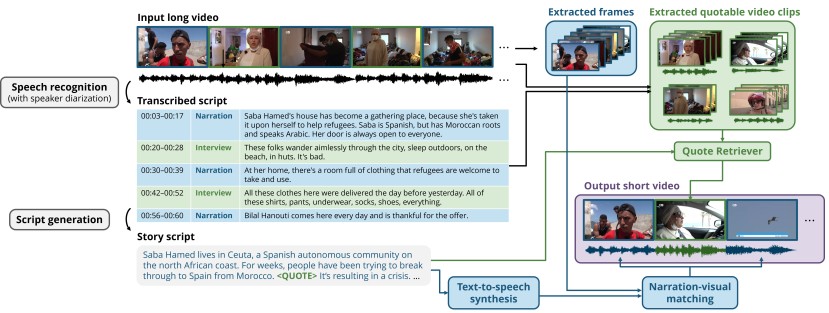 Input long video
...
Speech recognition
(with speaker diarization)
Transcribed script
00:03–00:17 Narration Saba Hamed's house has become a gathering place, because she's taken
it upon herself to help refugees. Saba is Spanish, but has Moroccan roots
and speaks Arabic. Her door is always open to everyone.
00:20–00:28 Interview These folks wander aimlessly through the city, sleep outdoors, on the
beach, in huts. It's bad.
00:30–00:39 Narration At her home, there's a room full of clothing that refugees are welcome to
take and use.
00:42–00:52 Interview All these clothes here were delivered the day before yesterday. All of
these shirts, pants, underwear, socks, shoes, everything.
00:56–00:60 Narration Bilal Hanouti comes here every day and is thankful for the offer.
Script generation
Story script
Saba Hamed lives in Ceuta, a Spanish autonomous community on
the north African coast. For weeks, people have been trying to break
through to Spain from Morocco. <QUOTE> It's resulting in a crisis. ...
Text-to-speech
synthesis
Extracted frames
Extracted quotable video clips
Quote Retriever
Output short video
...
Narration-visual
matching